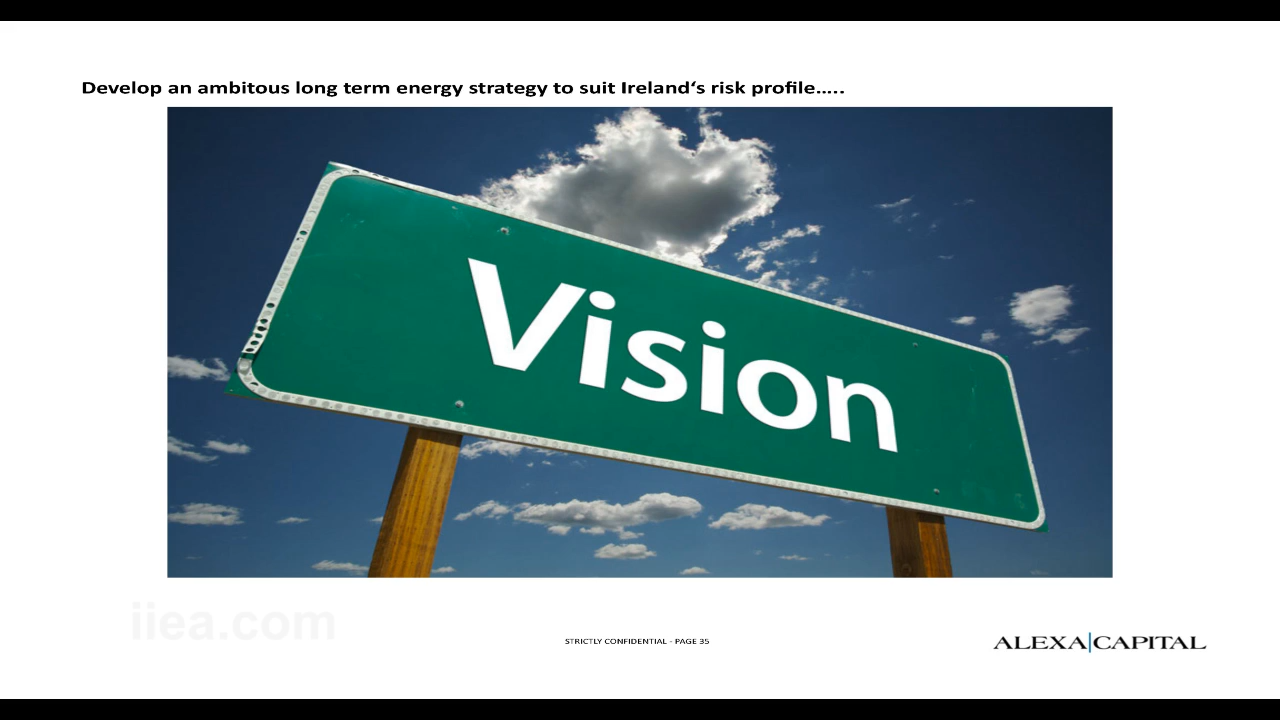 Develop an ambitous long term energy strategy to suit Ireland‘s risk profile…..
Vision
iiea.com
STRICTLY CONFIDENTIAL - PAGE 35
ALEXA|CAPITAL